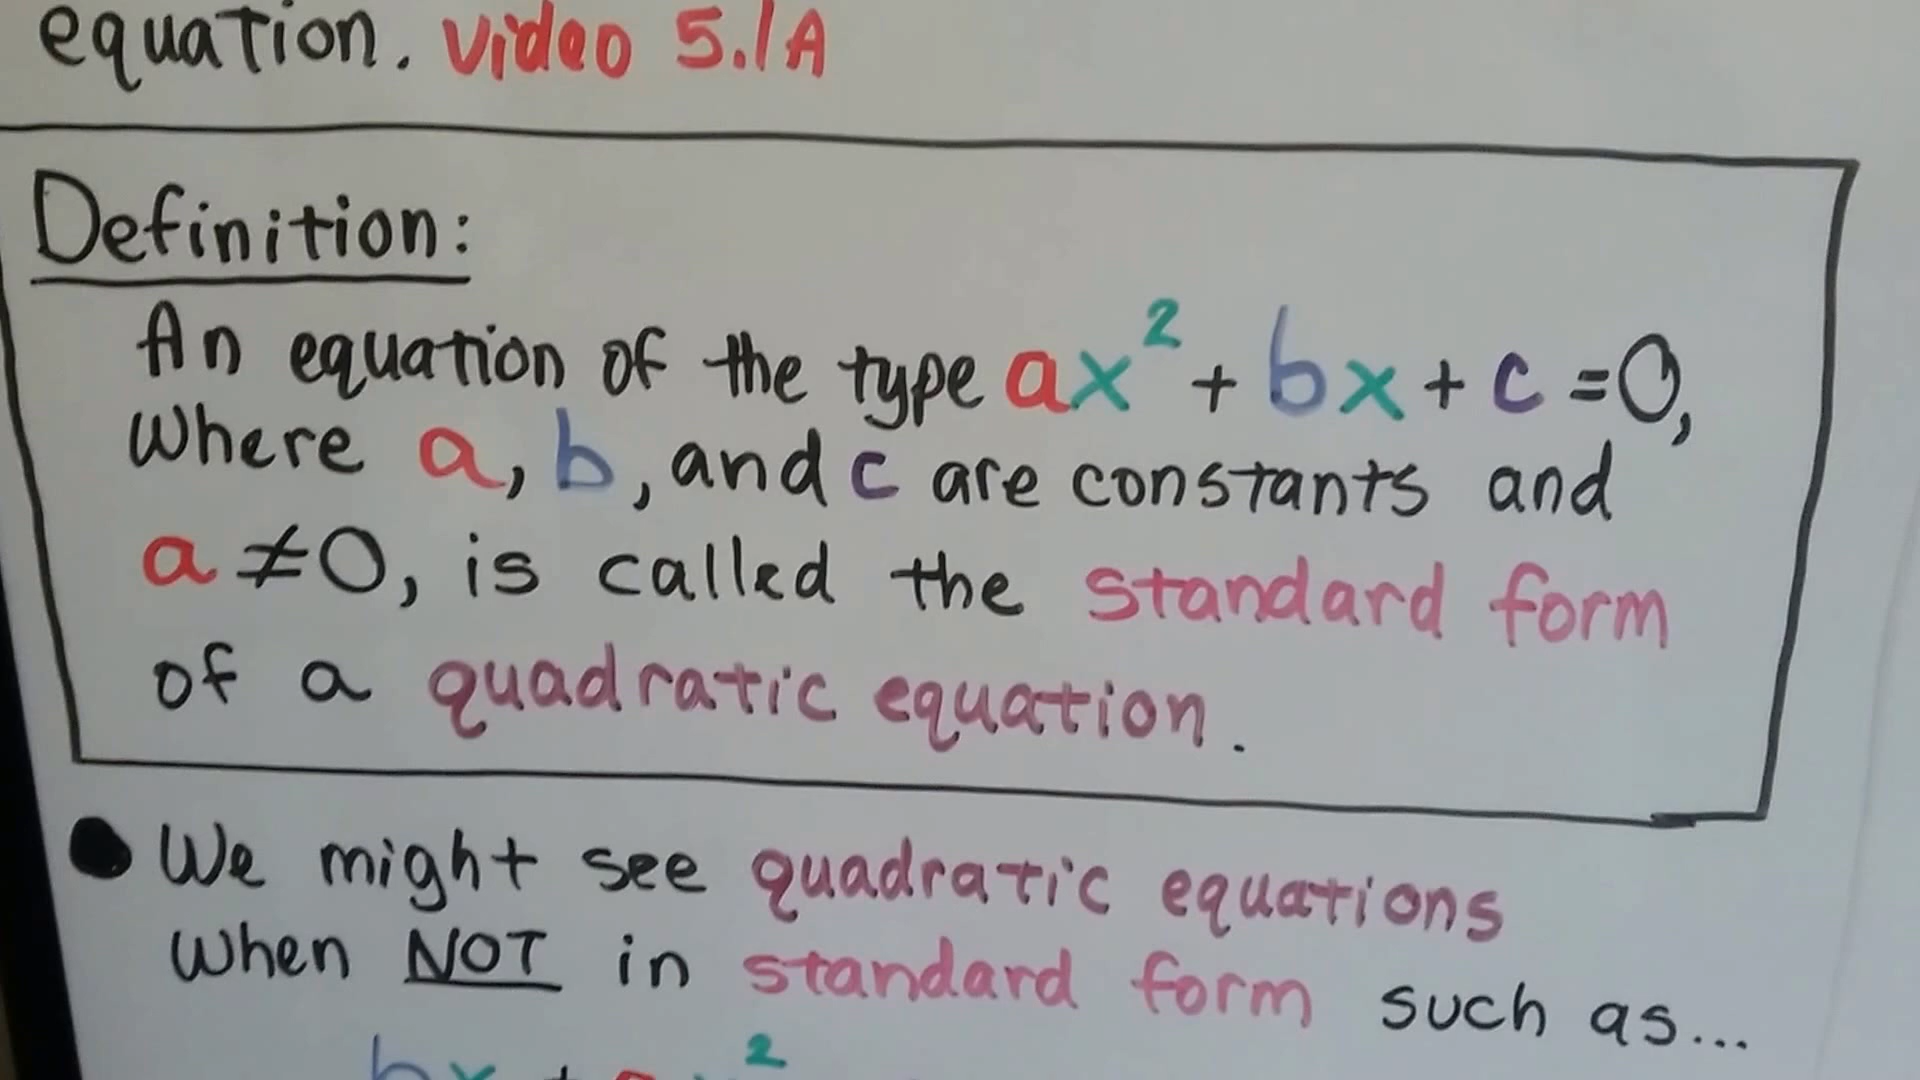 equation. video 5.1A
Definition:
An equation of the type ax² + bx + c = 0,
where a, b, and c are constants and
a ≠ 0, is called the standard form
of a quadratic equation.
● We might see quadratic equations
when NOT in standard form such as...
bx + ax²